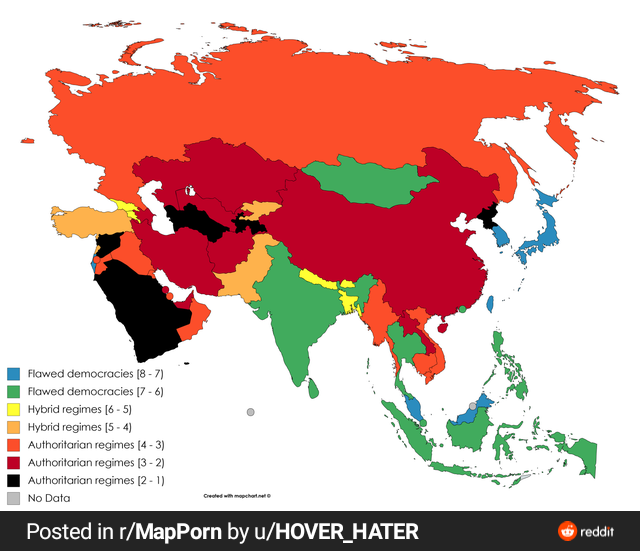 Flawed democracies [8 - 7]
Flawed democracies [7 - 6]
Hybrid regimes [6 - 5]
Hybrid regimes [5 - 4]
Authoritarian regimes [4 - 3]
Authoritarian regimes [3 - 2]
Authoritarian regimes [2 - 1]
No Data
Created with mapchart.net ©
Posted in r/MapPorn by u/HOVER_HATER
reddit